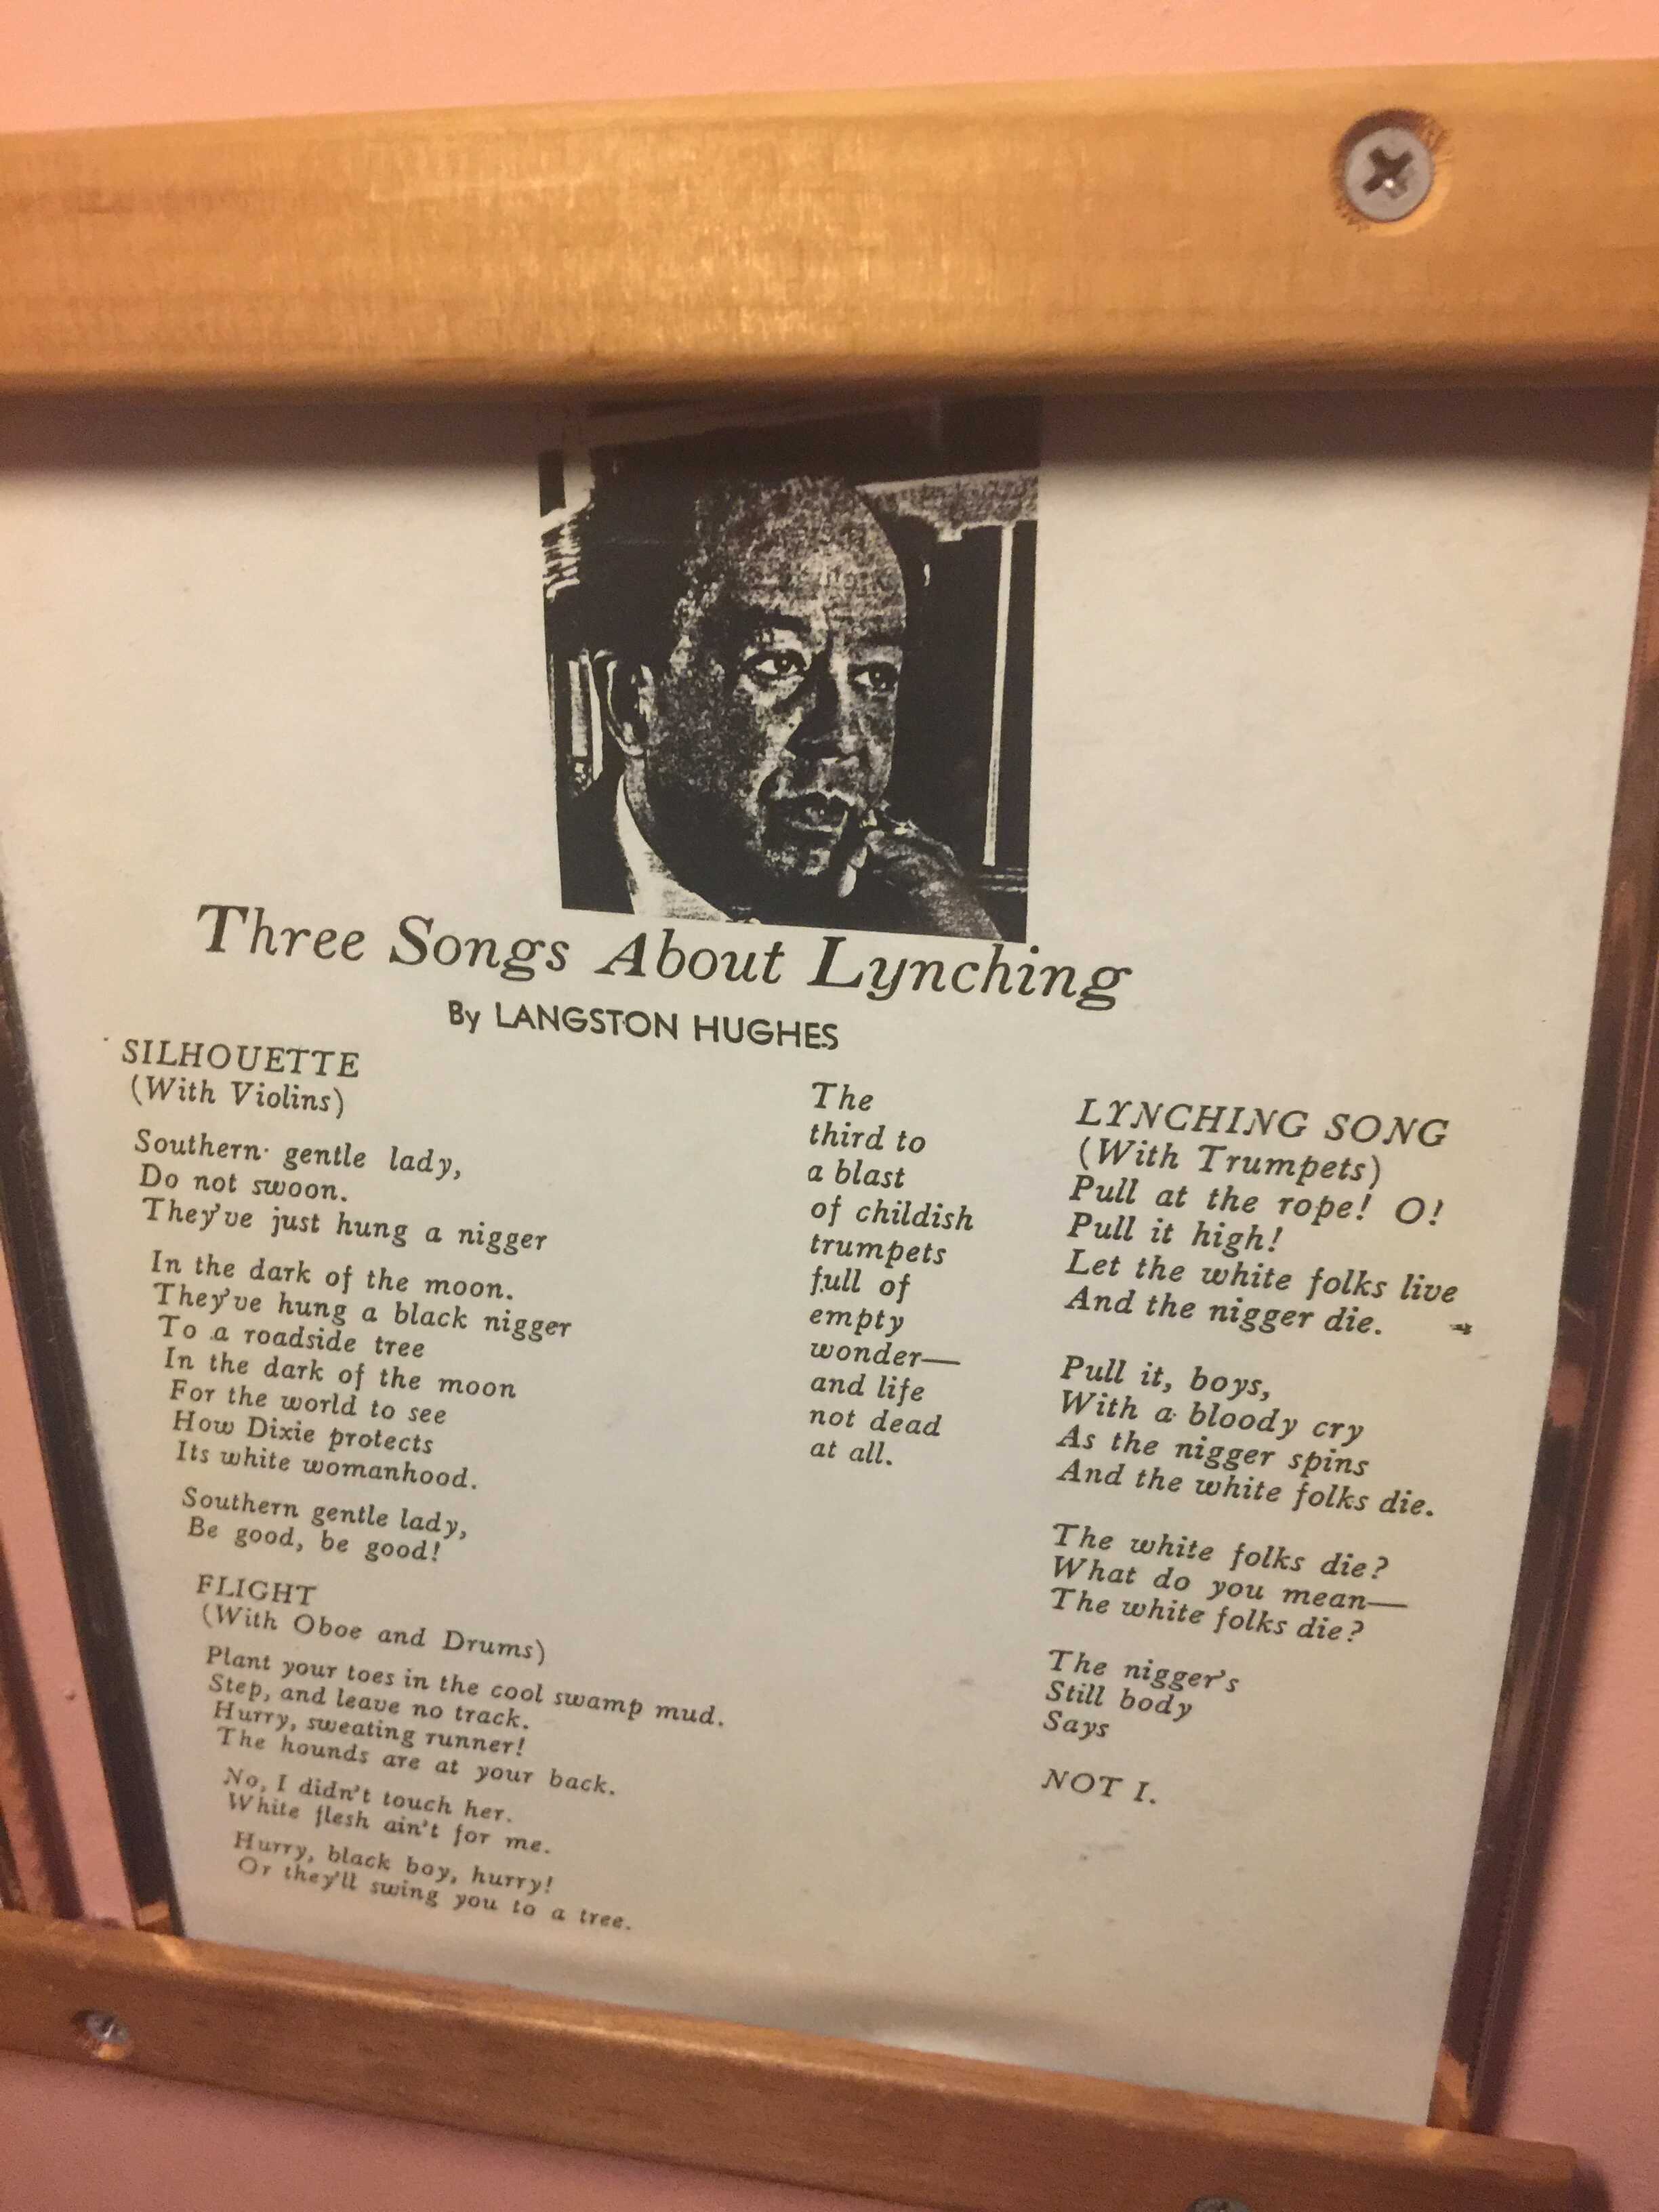 Three Songs About Lynching
By LANGSTON HUGHES
SILHOUETTE
(With Violins)
Southern gentle lady,
Do not swoon.
They've just hung a nigger
In the dark of the moon.
They've hung a black nigger
To a roadside tree
In the dark of the moon
For the world to see
How Dixie protects
Its white womanhood.
Southern gentle lady,
Be good, be good!
FLIGHT
(With Oboe and Drums)
Plant your toes in the cool swamp mud.
Step, and leave no track.
Hurry, sweating runner!
The hounds are at your back.
No, I didn't touch her.
White flesh ain't for me.
Hurry, black boy, hurry!
Or they'll swing you to a tree.
The
third to
a blast
of childish
trumpets
full of
empty
wonder—
and life
not dead
at all.
LYNCHING SONG
(With Trumpets)
Pull at the rope! O!
Pull it high!
Let the white folks live
And the nigger die.
Pull it, boys,
With a bloody cry
As the nigger spins
And the white folks die.
The white folks die?
What do you mean—
The white folks die?
The nigger's
Still body
Says
NOT I.